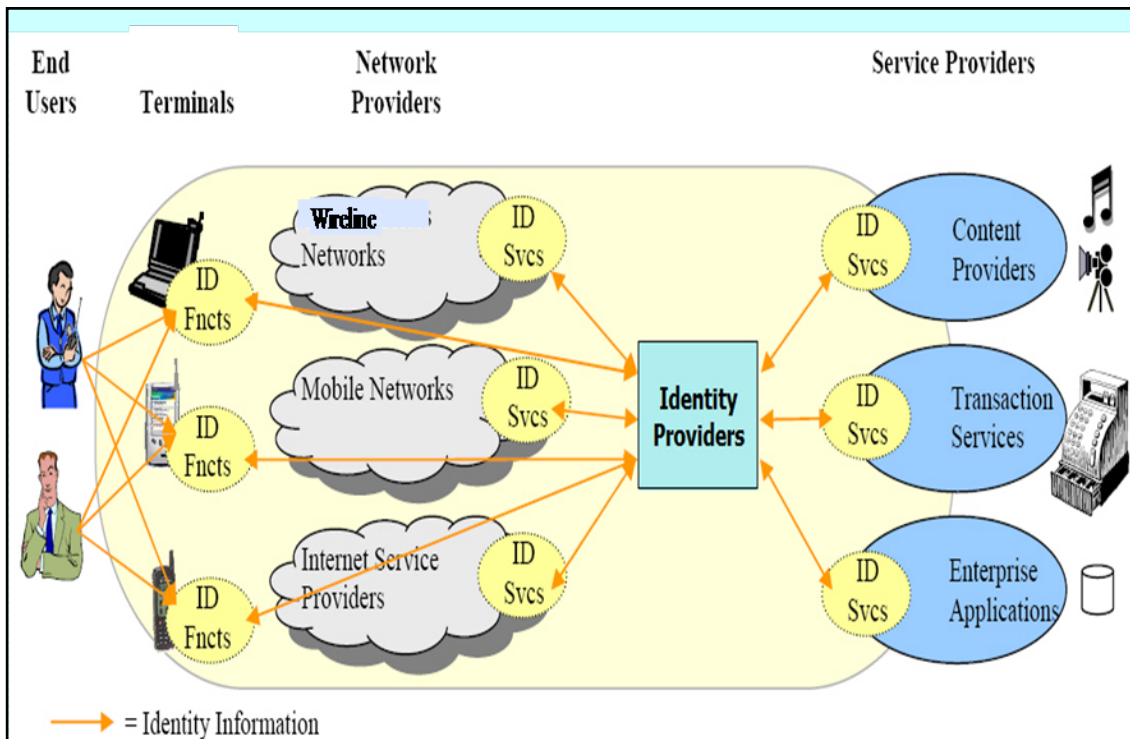 End
Users
Terminals
Network
Providers
Service Providers
Wireline
Networks
ID
Svcs
ID
Fncts
Mobile Networks
ID
Svcs
ID
Fncts
Internet Service
Providers
ID
Svcs
ID
Fncts
Identity
Providers
ID
Svcs
Content
Providers
ID
Svcs
Transaction
Services
ID
Svcs
Enterprise
Applications
= Identity Information